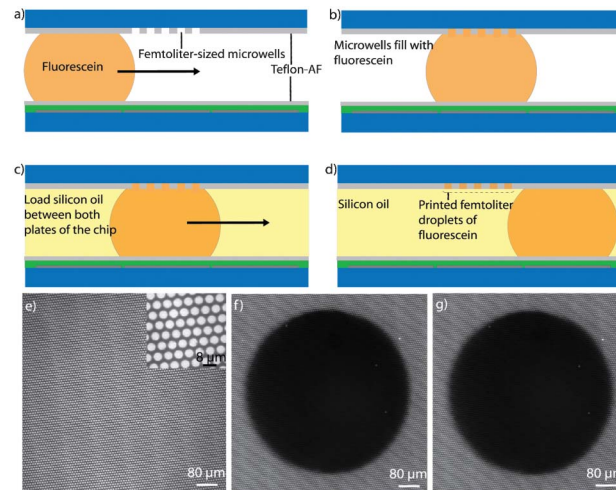 a)
Fluorescein
Femtoliter-sized microwells
Teflon-AF
b)
Microwells fill with
fluorescein
c)
Load silicon oil
between both
plates of the chip
d)
Silicon oil
Printed femtoliter
droplets of
fluorescein
e)
8 μm
80 μm
f)
80 μm
g)
80 μm